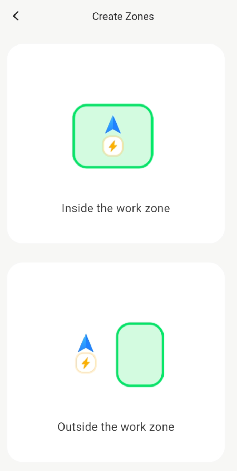 Create Zones
Inside the work zone
Outside the work zone